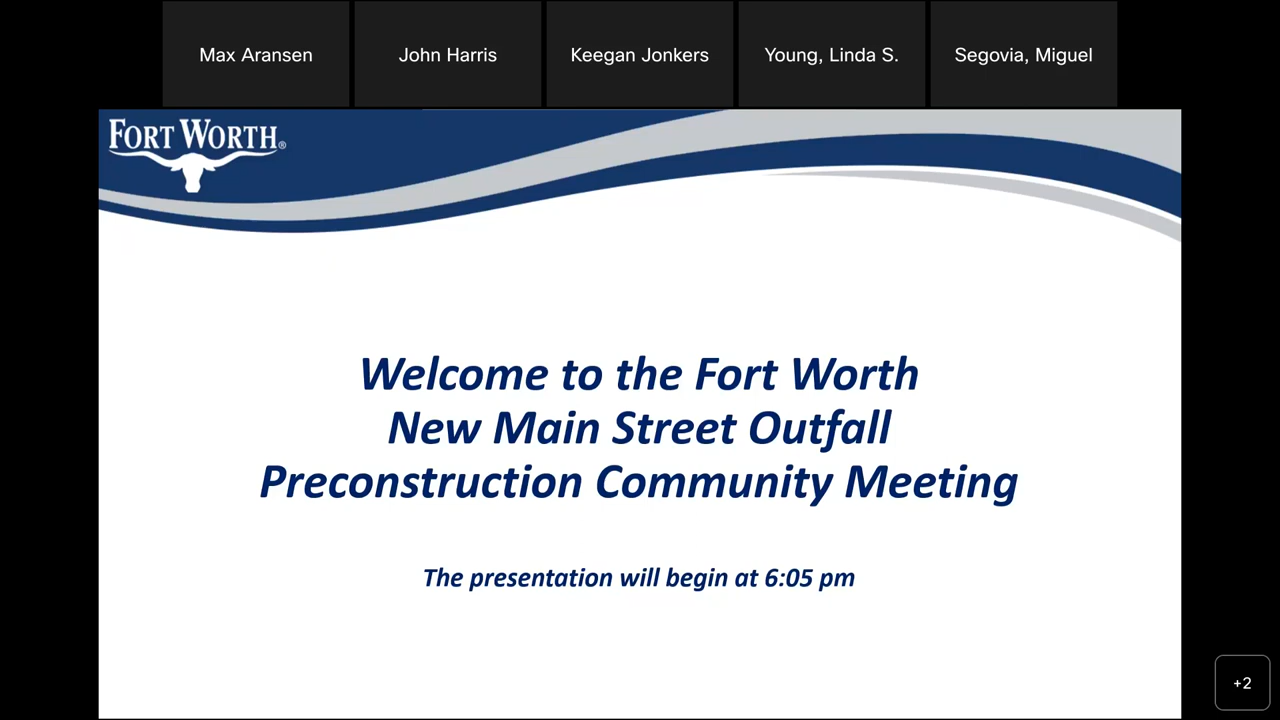 Max Aransen
John Harris
Keegan Jonkers
Young, Linda S.
Segovia, Miguel
FORT WORTH®
Welcome to the Fort Worth
New Main Street Outfall
Preconstruction Community Meeting
The presentation will begin at 6:05 pm
+2